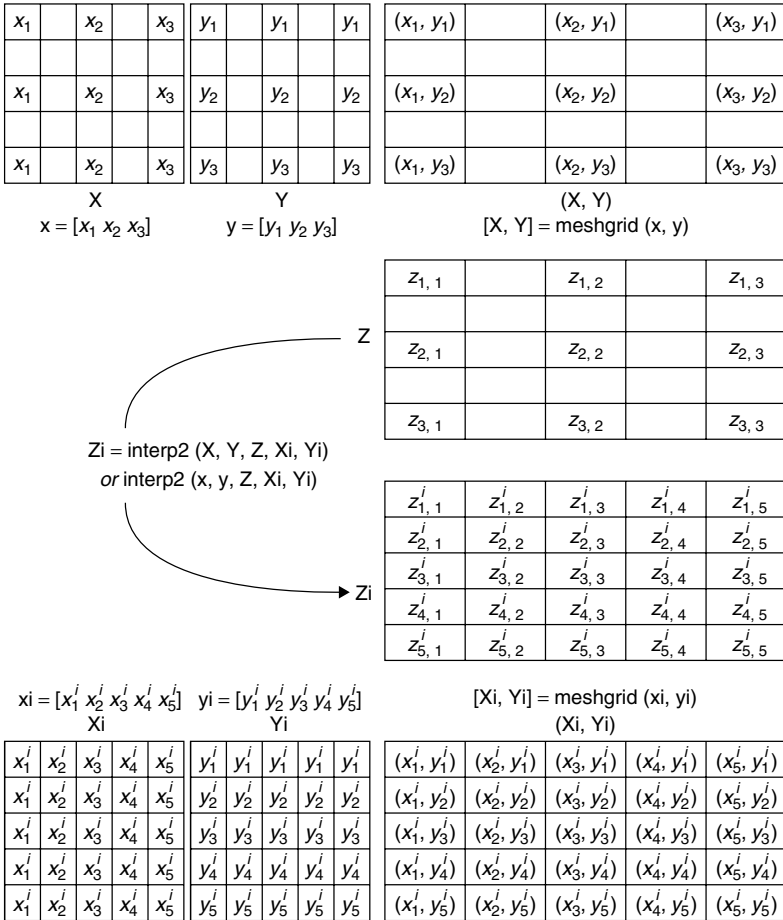 x₁ x₂ x₃ y₁ y₁ y₁ (x₁, y₁) (x₂, y₁) (x₃, y₁)
x₁ x₂ x₃ y₂ y₂ y₂ (x₁, y₂) (x₂, y₂) (x₃, y₂)
x₁ x₂ x₃ y₃ y₃ y₃ (x₁, y₃) (x₂, y₃) (x₃, y₃)
X Y (X, Y)
x = [x₁ x₂ x₃] y = [y₁ y₂ y₃] [X, Y] = meshgrid (x, y)
z₁, ₁ z₁, ₂ z₁, ₃
Z z₂, ₁ z₂, ₂ z₂, ₃
z₃, ₁ z₃, ₂ z₃, ₃
Zi = interp2 (X, Y, Z, Xi, Yi)
or interp2 (x, y, Z, Xi, Yi)
zⁱ₁, ₁ zⁱ₁, ₂ zⁱ₁, ₃ zⁱ₁, ₄ zⁱ₁, ₅
zⁱ₂, ₁ zⁱ₂, ₂ zⁱ₂, ₃ zⁱ₂, ₄ zⁱ₂, ₅
zⁱ₃, ₁ zⁱ₃, ₂ zⁱ₃, ₃ zⁱ₃, ₄ zⁱ₃, ₅
Zi zⁱ₄, ₁ zⁱ₄, ₂ zⁱ₄, ₃ zⁱ₄, ₄ zⁱ₄, ₅
zⁱ₅, ₁ zⁱ₅, ₂ zⁱ₅, ₃ zⁱ₅, ₄ zⁱ₅, ₅
xi = [xⁱ₁ xⁱ₂ xⁱ₃ xⁱ₄ xⁱ₅] yi = [yⁱ₁ yⁱ₂ yⁱ₃ yⁱ₄ yⁱ₅] [Xi, Yi] = meshgrid (xi, yi)
Xi Yi (Xi, Yi)
xⁱ₁ xⁱ₂ xⁱ₃ xⁱ₄ xⁱ₅ yⁱ₁ yⁱ₁ yⁱ₁ yⁱ₁ yⁱ₁ (xⁱ₁, yⁱ₁) (xⁱ₂, yⁱ₁) (xⁱ₃, yⁱ₁) (xⁱ₄, yⁱ₁) (xⁱ₅, yⁱ₁)
xⁱ₁ xⁱ₂ xⁱ₃ xⁱ₄ xⁱ₅ yⁱ₂ yⁱ₂ yⁱ₂ yⁱ₂ yⁱ₂ (xⁱ₁, yⁱ₂) (xⁱ₂, yⁱ₂) (xⁱ₃, yⁱ₂) (xⁱ₄, yⁱ₂) (xⁱ₅, yⁱ₂)
xⁱ₁ xⁱ₂ xⁱ₃ xⁱ₄ xⁱ₅ yⁱ₃ yⁱ₃ yⁱ₃ yⁱ₃ yⁱ₃ (xⁱ₁, yⁱ₃) (xⁱ₂, yⁱ₃) (xⁱ₃, yⁱ₃) (xⁱ₄, yⁱ₃) (xⁱ₅, yⁱ₃)
xⁱ₁ xⁱ₂ xⁱ₃ xⁱ₄ xⁱ₅ yⁱ₄ yⁱ₄ yⁱ₄ yⁱ₄ yⁱ₄ (xⁱ₁, yⁱ₄) (xⁱ₂, yⁱ₄) (xⁱ₃, yⁱ₄) (xⁱ₄, yⁱ₄) (xⁱ₅, yⁱ₄)
xⁱ₁ xⁱ₂ xⁱ₃ xⁱ₄ xⁱ₅ yⁱ₅ yⁱ₅ yⁱ₅ yⁱ₅ yⁱ₅ (xⁱ₁, yⁱ₅) (xⁱ₂, yⁱ₅) (xⁱ₃, yⁱ₅) (xⁱ₄, yⁱ₅) (xⁱ₅, yⁱ₅)